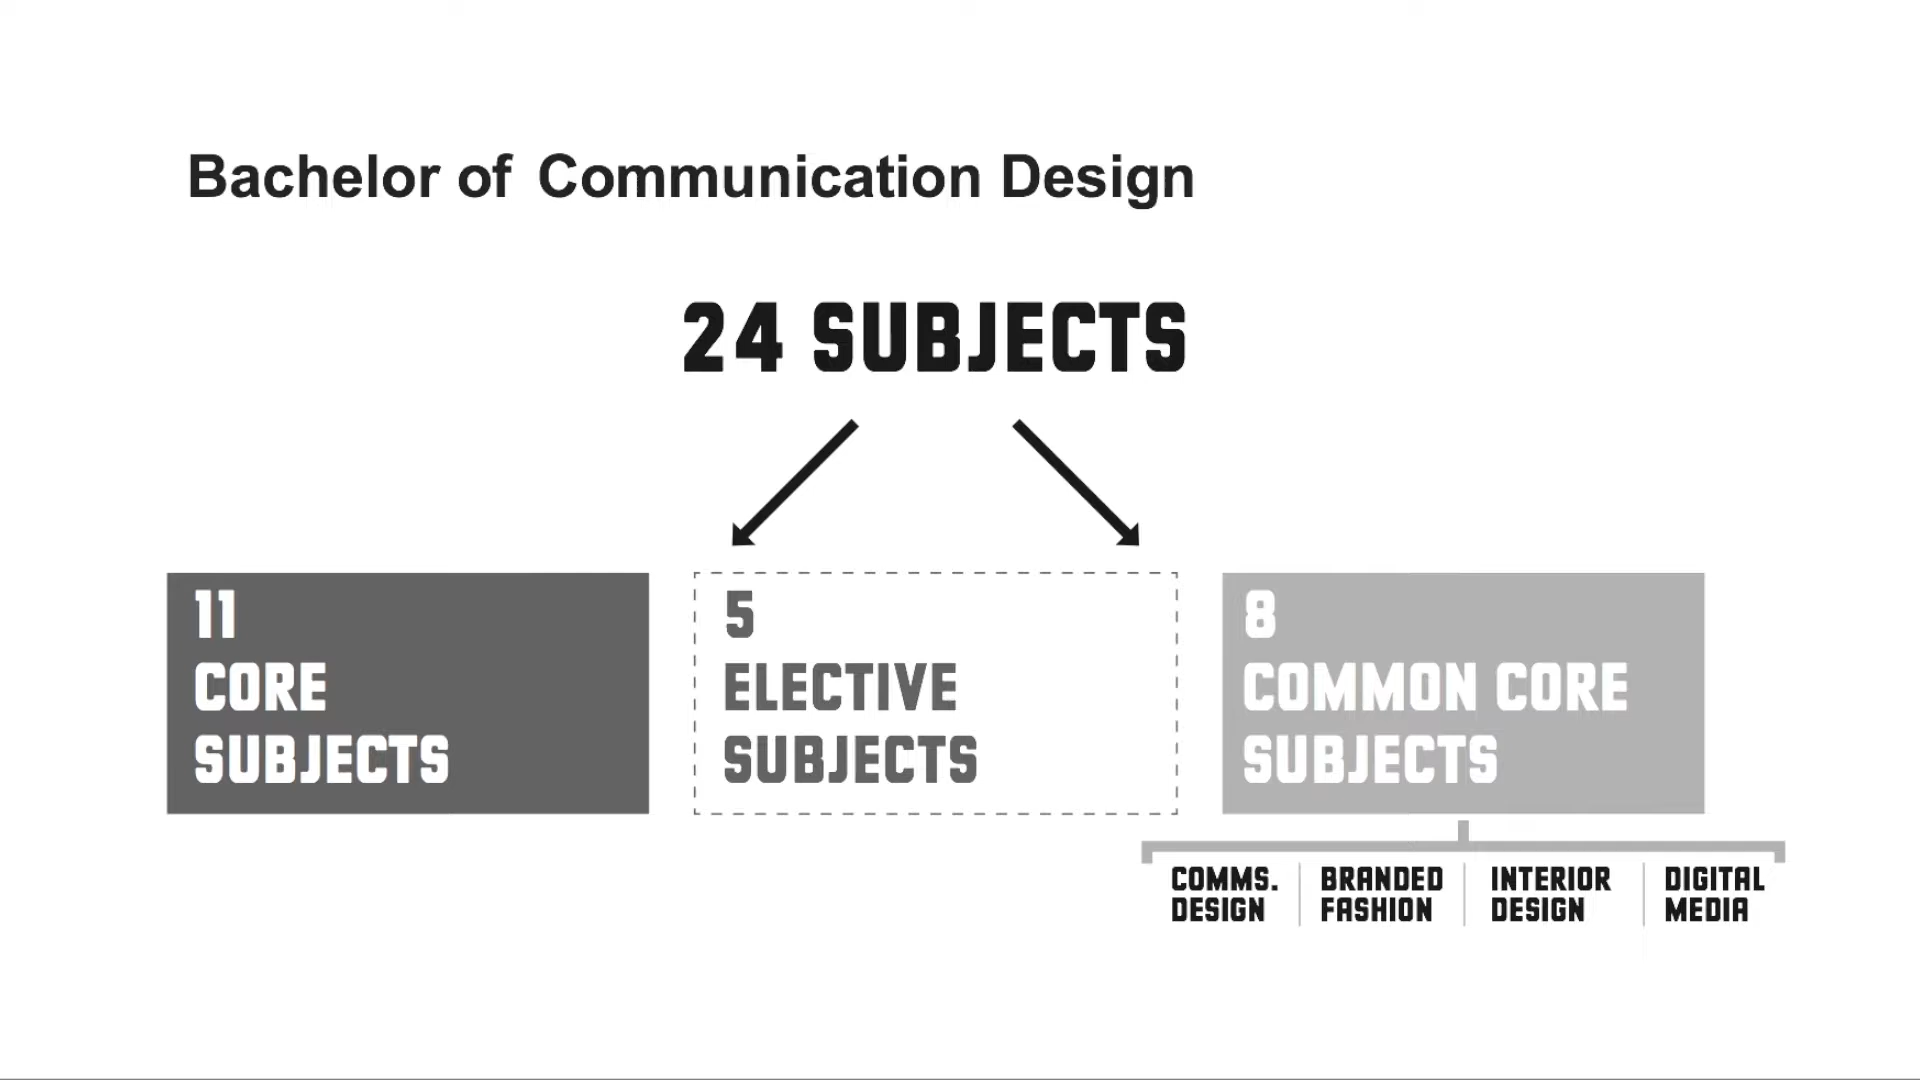 Bachelor of Communication Design
24 SUBJECTS
11
CORE
SUBJECTS
5
ELECTIVE
SUBJECTS
8
COMMON CORE
SUBJECTS
COMMS.
DESIGN
BRANDED
FASHION
INTERIOR
DESIGN
DIGITAL
MEDIA